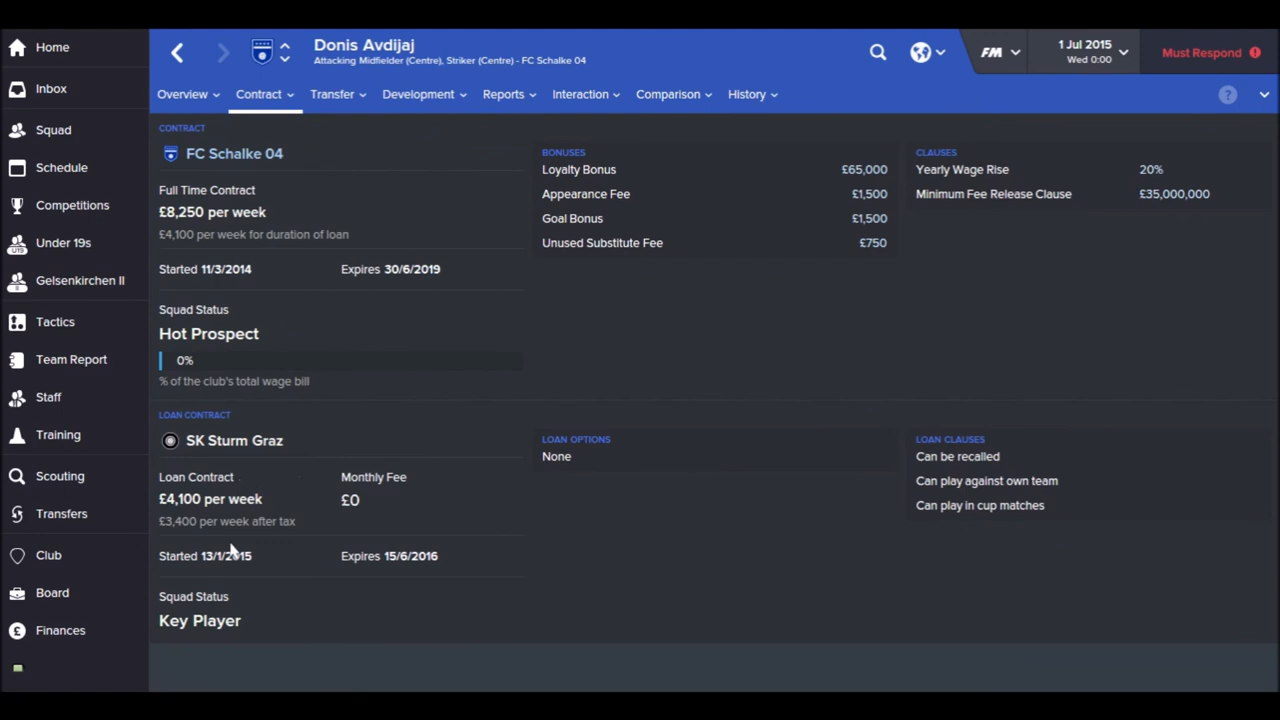 Home
Inbox
Squad
Schedule
Competitions
Under 19s
Gelsenkirchen II
Tactics
Team Report
Staff
Training
Scouting
Transfers
Club
Board
Finances
Donis Avdijaj
Attacking Midfielder (Centre), Striker (Centre) - FC Schalke 04
FM
1 Jul 2015
Wed 0:00
Must Respond
Overview Contract Transfer Development Reports Interaction Comparison History
CONTRACT
FC Schalke 04
Full Time Contract
£8,250 per week
£4,100 per week for duration of loan
Started 11/3/2014 Expires 30/6/2019
Squad Status
Hot Prospect
0%
% of the club's total wage bill
BONUSES
Loyalty Bonus £65,000
Appearance Fee £1,500
Goal Bonus £1,500
Unused Substitute Fee £750
CLAUSES
Yearly Wage Rise 20%
Minimum Fee Release Clause £35,000,000
LOAN CONTRACT
SK Sturm Graz
Loan Contract Monthly Fee
£4,100 per week £0
£3,400 per week after tax
Started 13/1/2015 Expires 15/6/2016
Squad Status
Key Player
LOAN OPTIONS
None
LOAN CLAUSES
Can be recalled
Can play against own team
Can play in cup matches